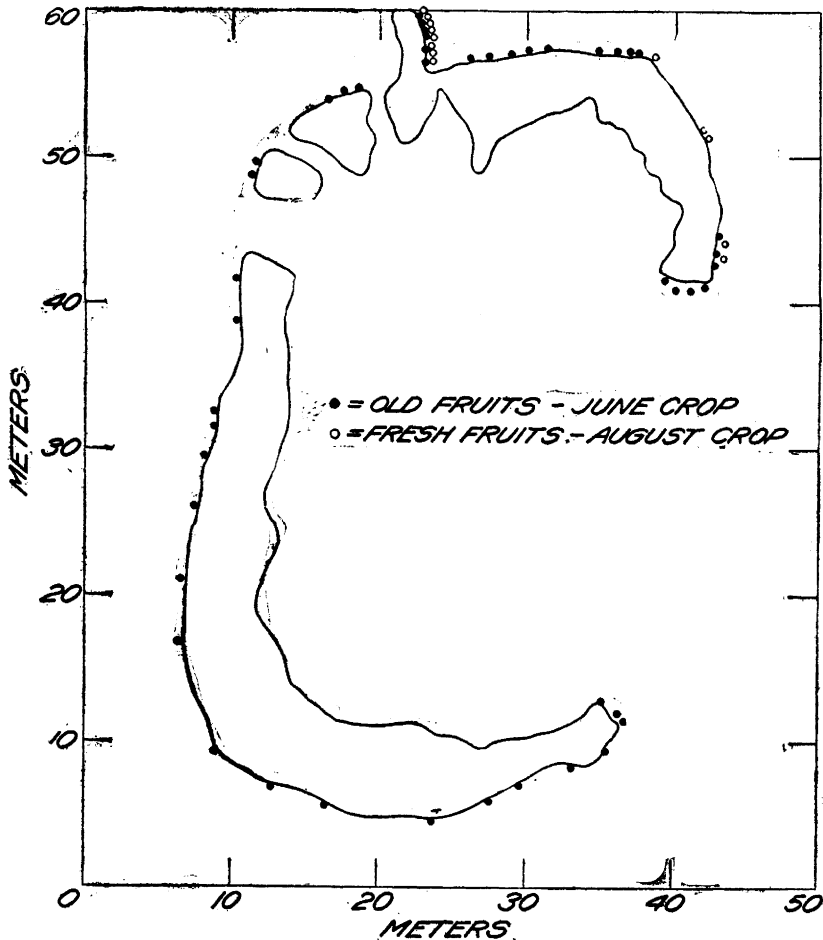 60
50
40
30
20
10
METERS
● = OLD FRUITS - JUNE CROP
○ = FRESH FRUITS - AUGUST CROP
0 10 20 30 40 50
METERS